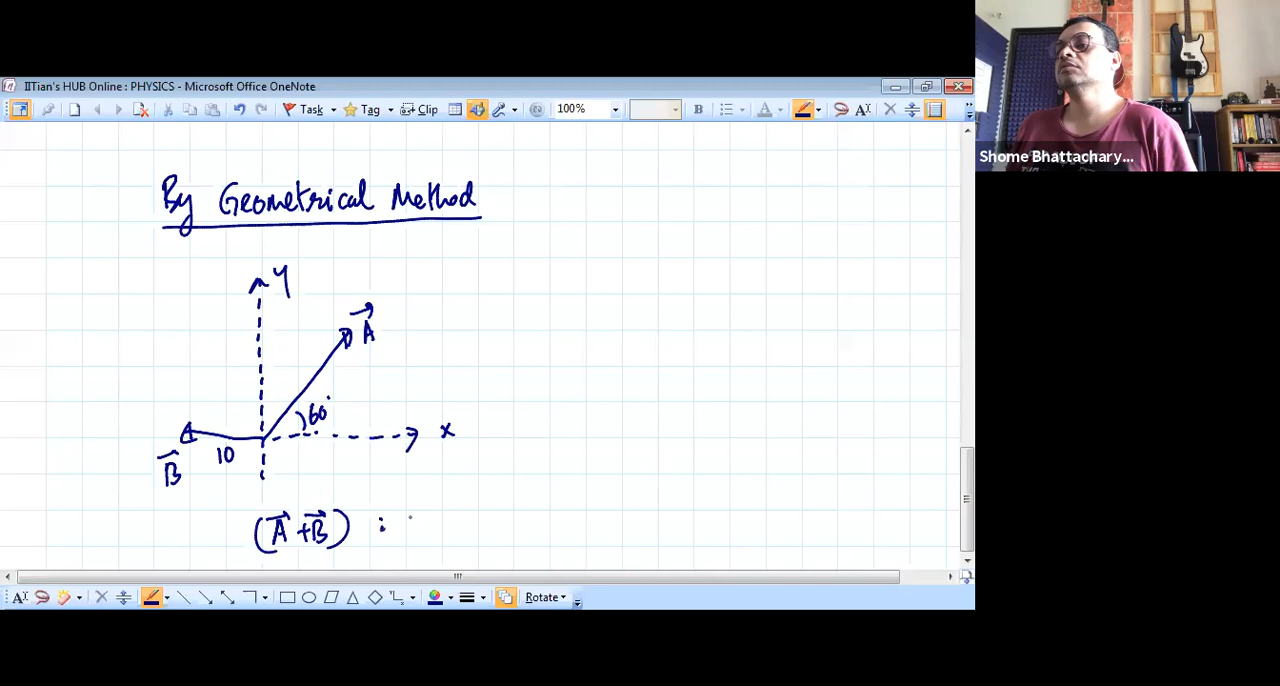 IITian's HUB Online : PHYSICS - Microsoft Office OneNote
Task Tag Clip 100% B A A
Shome Bhattachary...
By Geometrical Method
Y
A
60°
x
10
B
(A + B) :
A Rotate